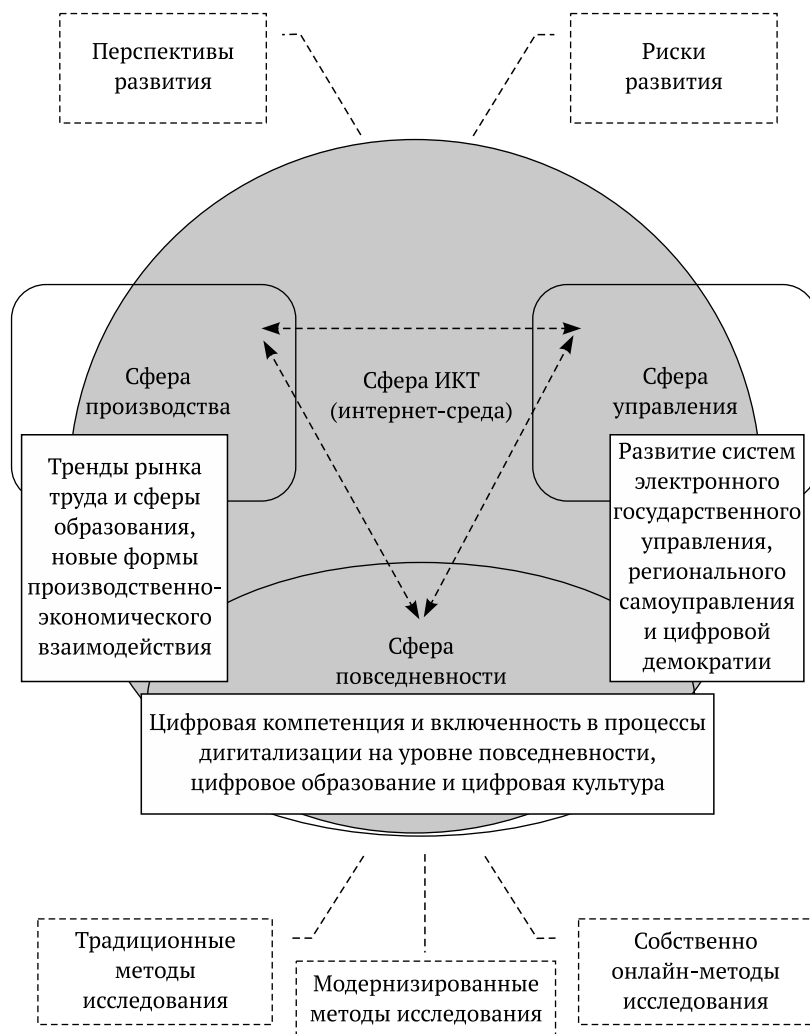 Перспективы
развития
Риски
развития
Сфера
производства
Сфера ИКТ
(интернет-среда)
Сфера
управления
Тренды рынка
труда и сферы
образования,
новые формы
производственно-
экономического
взаимодействия
Развитие систем
электронного
государственного
управления,
регионального
самоуправления
и цифровой
демократии
Сфера
повседневности
Цифровая компетенция и включенность в процессы
дигитализации на уровне повседневности,
цифровое образование и цифровая культура
Традиционные
методы
исследования
Модернизированные
методы исследования
Собственно
онлайн-методы
исследования